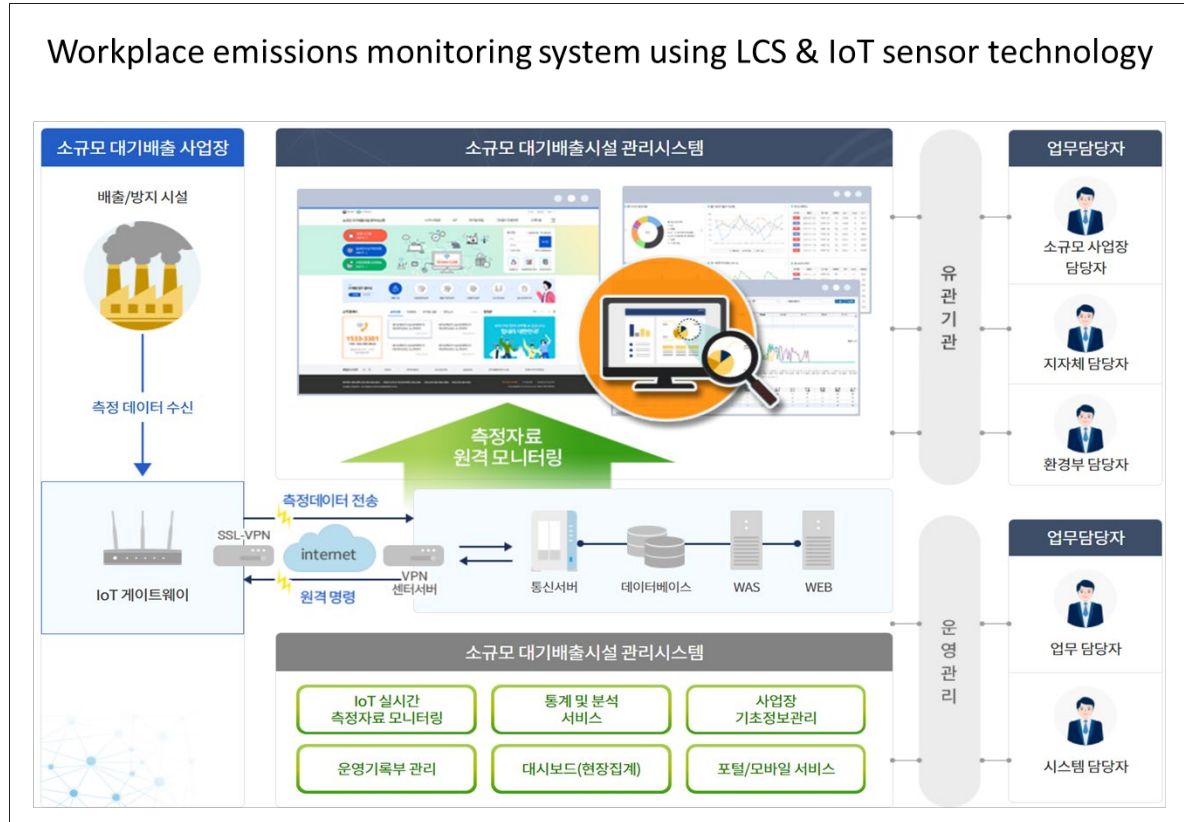 Workplace emissions monitoring system using LCS & IoT sensor technology
소규모 대기배출 사업장
배출/방지 시설
측정 데이터 수신
IoT 게이트웨이
소규모 대기배출시설 관리시스템
1533-3301
측정자료
원격 모니터링
측정데이터 전송
SSL-VPN
internet
VPN
센터서버
원격 명령
통신서버
데이터베이스
WAS
WEB
소규모 대기배출시설 관리시스템
IoT 실시간
측정자료 모니터링
통계 및 분석
서비스
사업장
기초정보관리
운영기록부 관리
대시보드(현장집계)
포털/모바일 서비스
유관기관
업무담당자
소규모 사업장
담당자
지자체 담당자
환경부 담당자
운영관리
업무담당자
업무 담당자
시스템 담당자